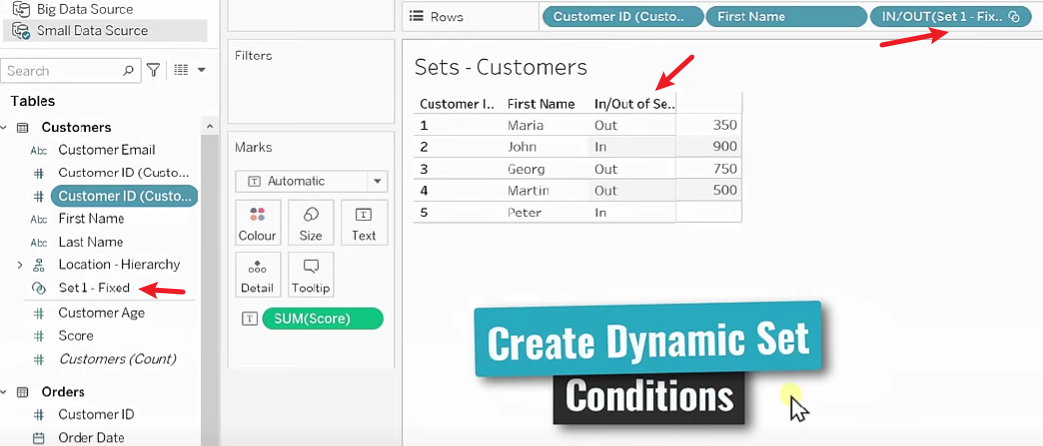 Big Data Source
Small Data Source
Search
Tables
Customers
Abc Customer Email
# Customer ID (Custo...
# Customer ID (Custo...
Abc First Name
Abc Last Name
Location - Hierarchy
Set 1 - Fixed
# Customer Age
# Score
# Customers (Count)
Orders
# Customer ID
Order Date
Filters
Marks
T Automatic
Colour Size Text
Detail Tooltip
T SUM(Score)
Rows Customer ID (Custo.. First Name IN/OUT(Set 1 - Fix..
Sets - Customers
Customer I.. First Name In/Out of Se..
1 Maria Out 350
2 John In 900
3 Georg Out 750
4 Martin Out 500
5 Peter In
Create Dynamic Set
Conditions